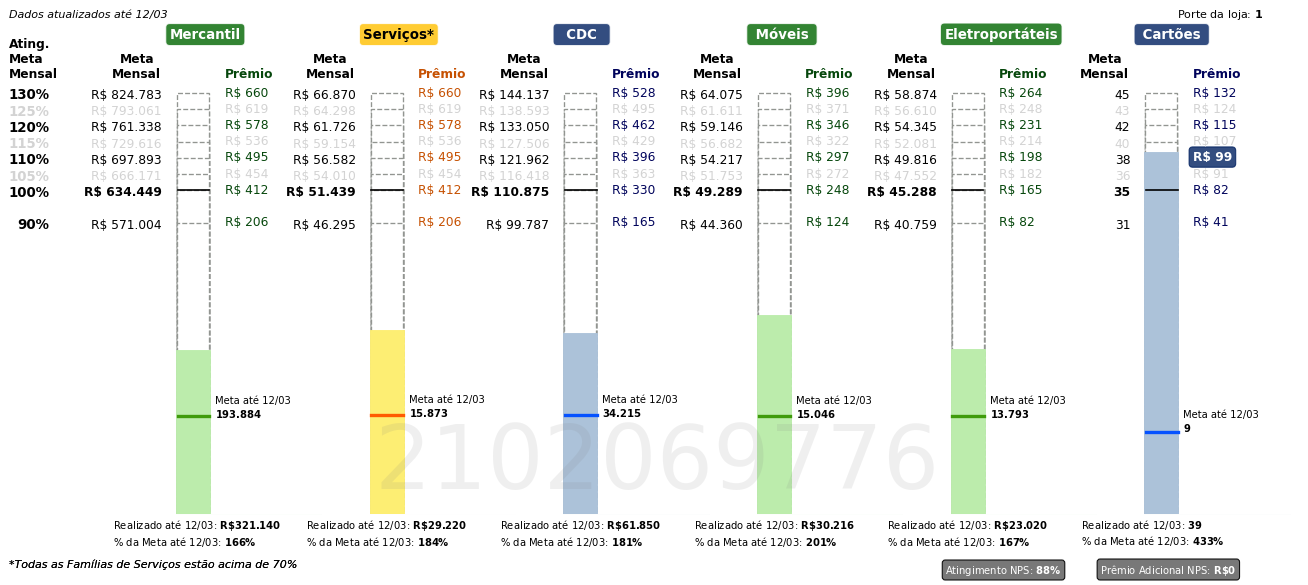 Dados atualizados até 12/03
Porte da loja: 1
Mercantil Serviços* CDC Móveis Eletroportáteis Cartões
Ating. Meta Mensal
Meta Mensal Prêmio Meta Mensal Prêmio Meta Mensal Prêmio Meta Mensal Prêmio Meta Mensal Prêmio Meta Mensal Prêmio
130% R$ 824.783 R$ 660 R$ 66.870 R$ 660 R$ 144.137 R$ 528 R$ 64.075 R$ 396 R$ 58.874 R$ 264 45 R$ 132
125% R$ 793.061 R$ 619 R$ 64.298 R$ 619 R$ 138.593 R$ 495 R$ 61.611 R$ 371 R$ 56.610 R$ 248 43 R$ 124
120% R$ 761.338 R$ 578 R$ 61.726 R$ 578 R$ 133.050 R$ 462 R$ 59.146 R$ 346 R$ 54.345 R$ 231 42 R$ 115
115% R$ 729.616 R$ 536 R$ 59.154 R$ 536 R$ 127.506 R$ 429 R$ 56.682 R$ 322 R$ 52.081 R$ 214 40 R$ 107
110% R$ 697.893 R$ 495 R$ 56.582 R$ 495 R$ 121.962 R$ 396 R$ 54.217 R$ 297 R$ 49.816 R$ 198 38 R$ 99
105% R$ 666.171 R$ 454 R$ 54.010 R$ 454 R$ 116.418 R$ 363 R$ 51.753 R$ 272 R$ 47.552 R$ 182 36 R$ 91
100% R$ 634.449 R$ 412 R$ 51.439 R$ 412 R$ 110.875 R$ 330 R$ 49.289 R$ 248 R$ 45.288 R$ 165 35 R$ 82
90% R$ 571.004 R$ 206 R$ 46.295 R$ 206 R$ 99.787 R$ 165 R$ 44.360 R$ 124 R$ 40.759 R$ 82 31 R$ 41
Meta até 12/03 Meta até 12/03 Meta até 12/03 Meta até 12/03 Meta até 12/03 Meta até 12/03
193.884 15.873 34.215 15.046 13.793 9
2102069776
Realizado até 12/03: R$321.140 Realizado até 12/03: R$29.220 Realizado até 12/03: R$61.850 Realizado até 12/03: R$30.216 Realizado até 12/03: R$23.020 Realizado até 12/03: 39
% da Meta até 12/03: 166% % da Meta até 12/03: 184% % da Meta até 12/03: 181% % da Meta até 12/03: 201% % da Meta até 12/03: 167% % da Meta até 12/03: 433%
*Todas as Famílias de Serviços estão acima de 70%
Atingimento NPS: 88% Prêmio Adicional NPS: R$0